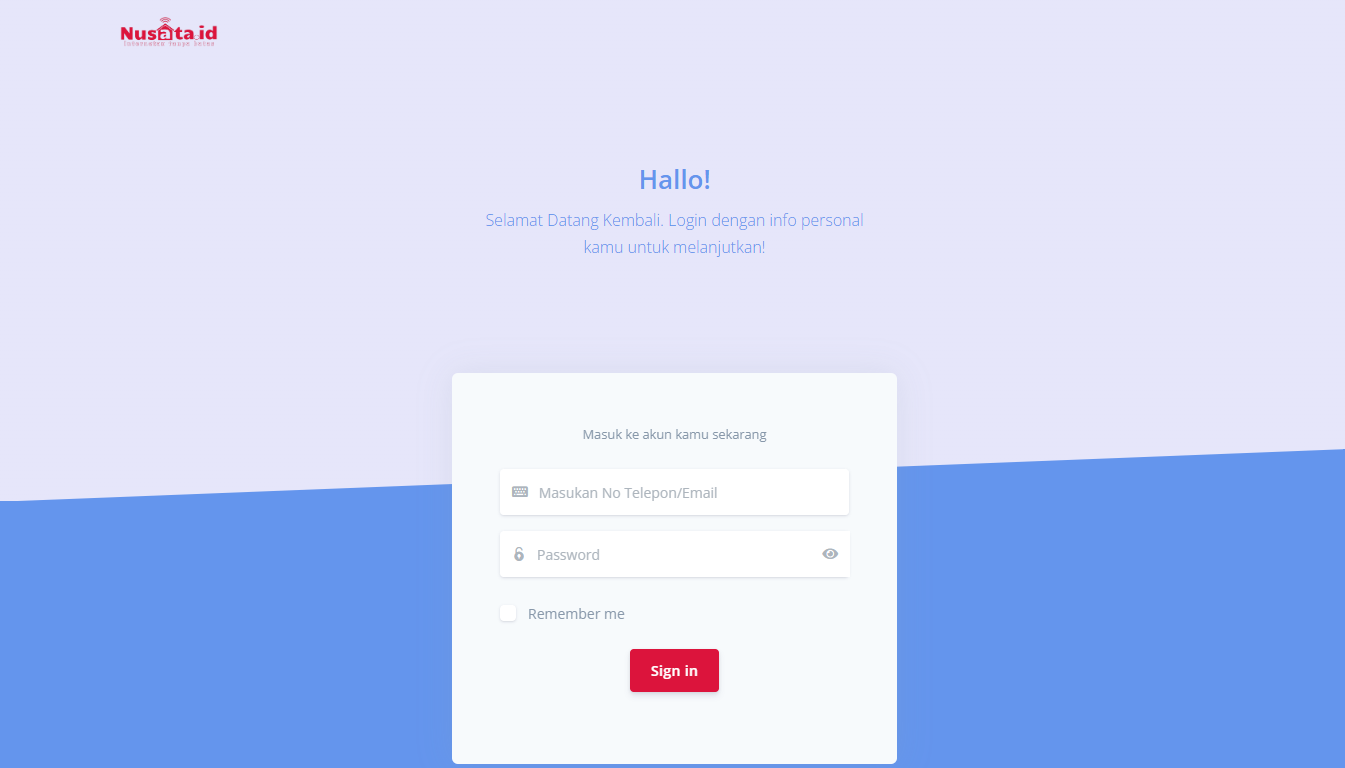 Nusata.id
Hallo!
Selamat Datang Kembali. Login dengan info personal
kamu untuk melanjutkan!
Masuk ke akun kamu sekarang
Masukan No Telepon/Email
Password
Remember me
Sign in